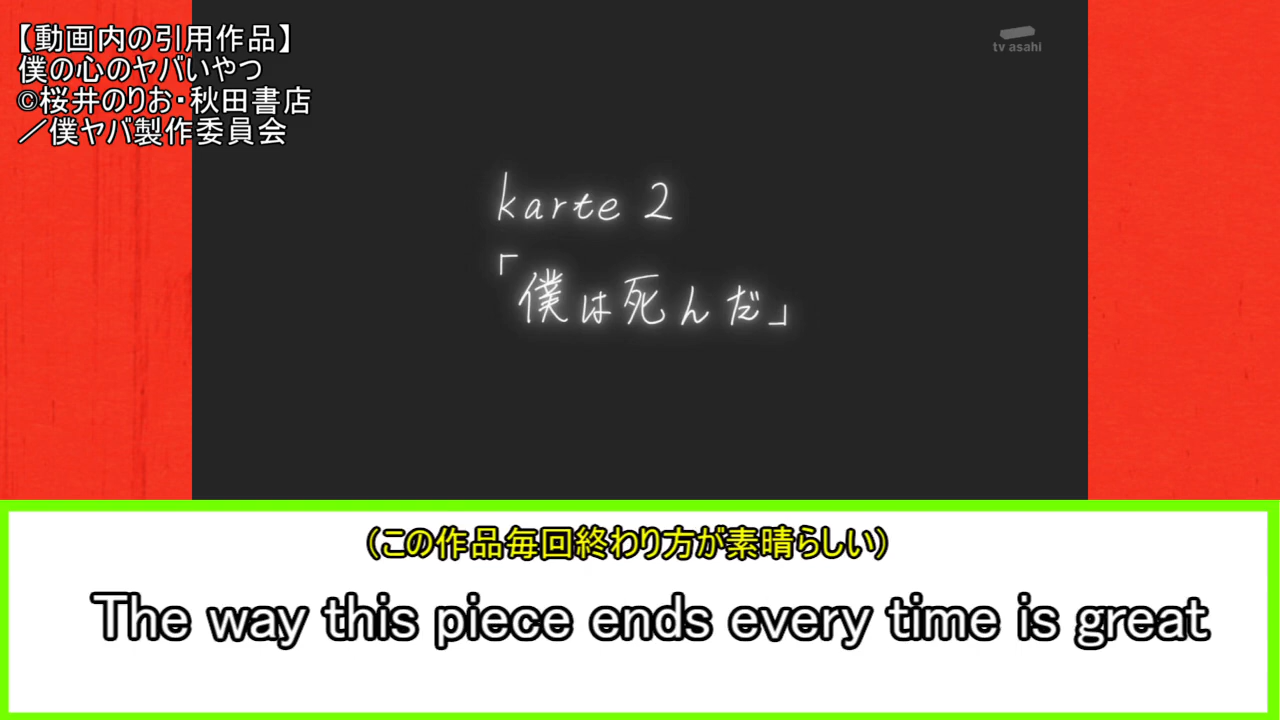 【動画内の引用作品】
僕の心のヤバいやつ
©桜井のりお・秋田書店
／僕ヤバ製作委員会
tv asahi
karte 2
「僕は死んだ」
（この作品毎回終わり方が素晴らしい）
The way this piece ends every time is great